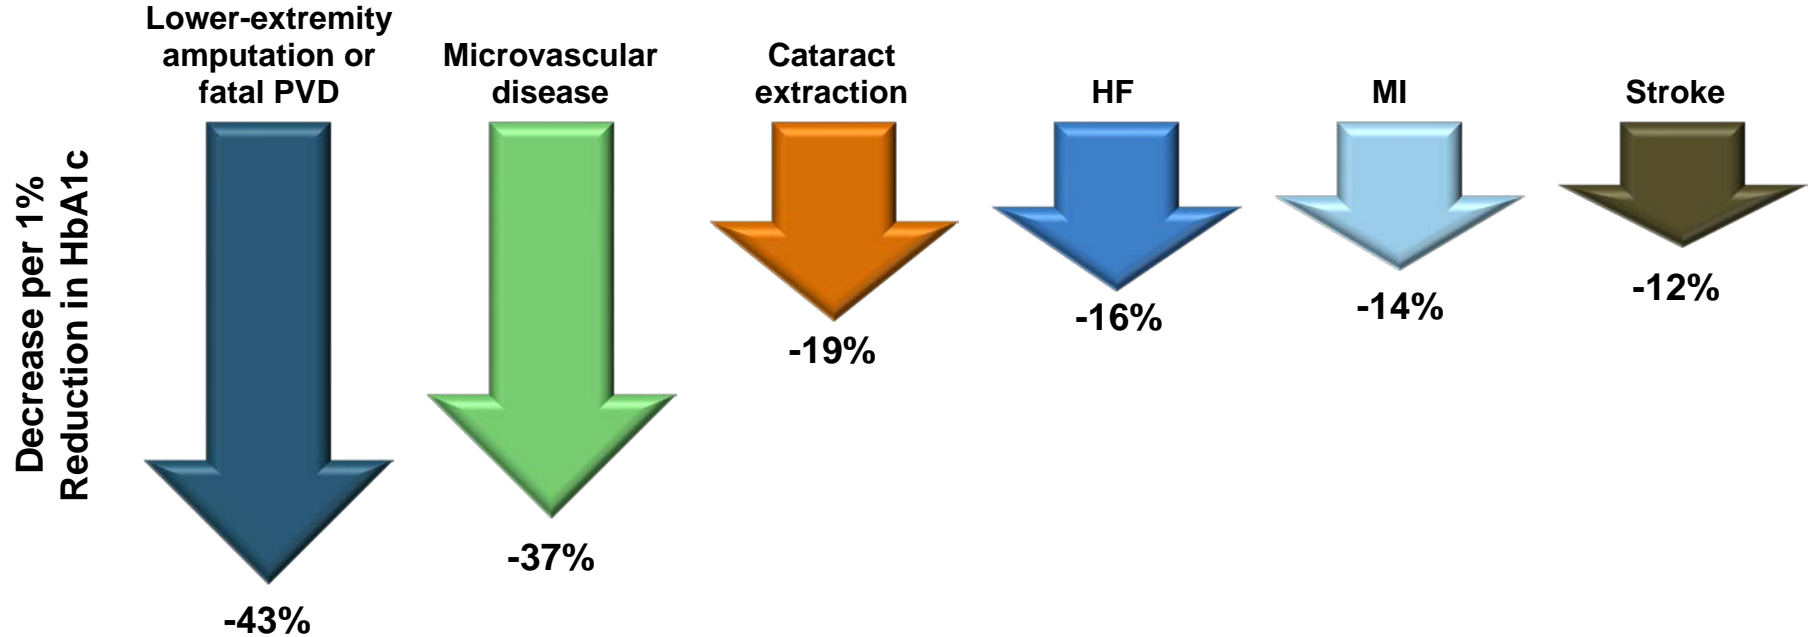 Lower-extremity
amputation or
fatal PVD
Microvascular
disease
Cataract
extraction
HF
MI
Stroke
Decrease per 1%
Reduction in HbA1c
-43%
-37%
-19%
-16%
-14%
-12%